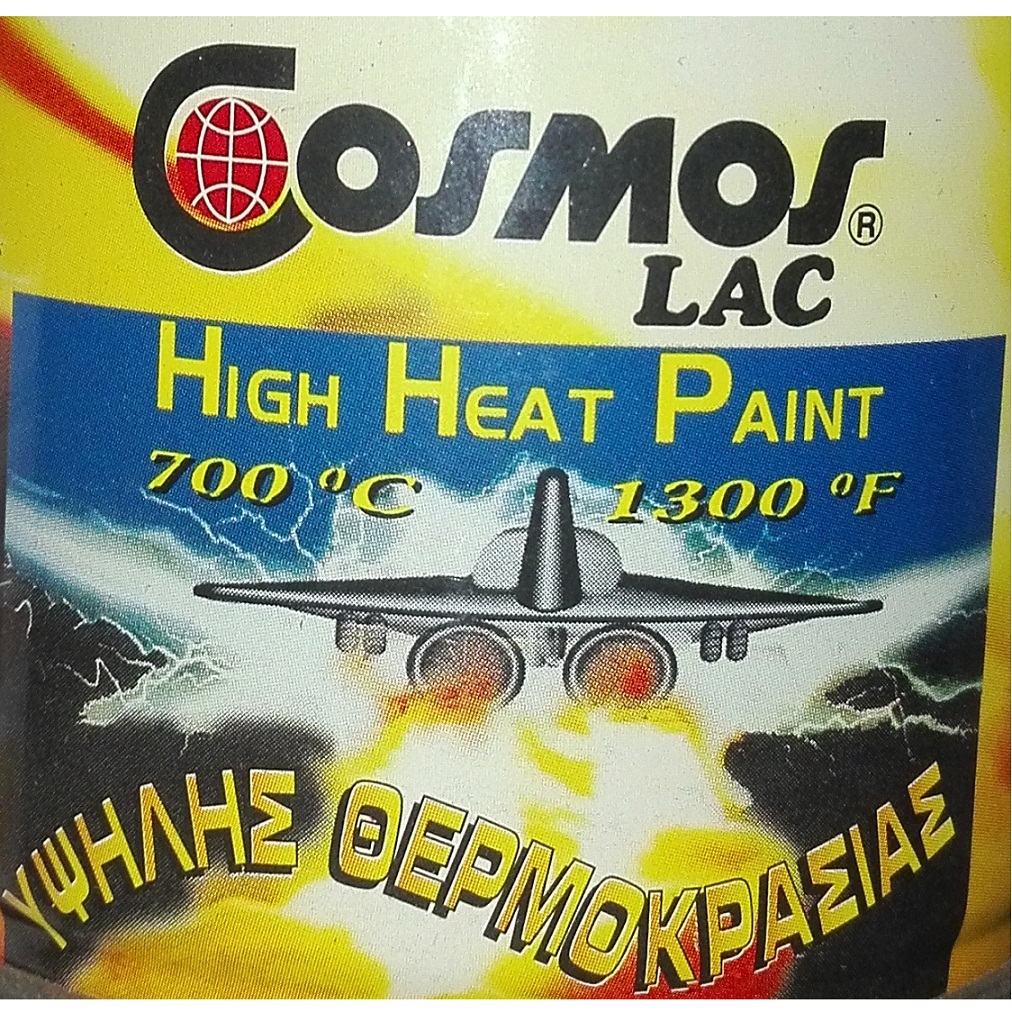 COSMOS®
LAC
HIGH HEAT PAINT
700 °C 1300 °F
ΥΨΗΛΗΣ ΘΕΡΜΟΚΡΑΣΙΑΣ